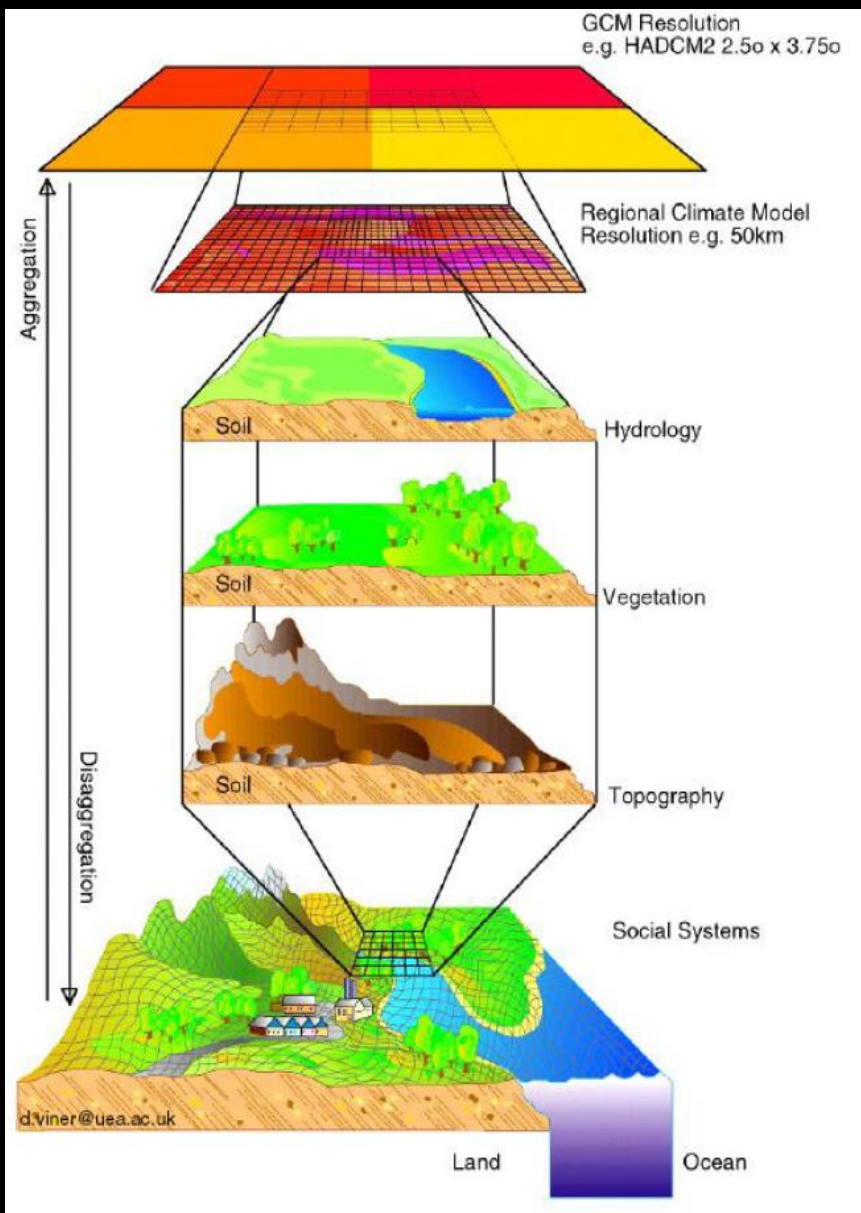 GCM Resolution
e.g. HADCM2 2.5o x 3.75o
Regional Climate Model
Resolution e.g. 50km
Aggregation
Soil
Hydrology
Soil
Vegetation
Disaggregation
Soil
Topography
Social Systems
d.viner@uea.ac.uk
Land
Ocean